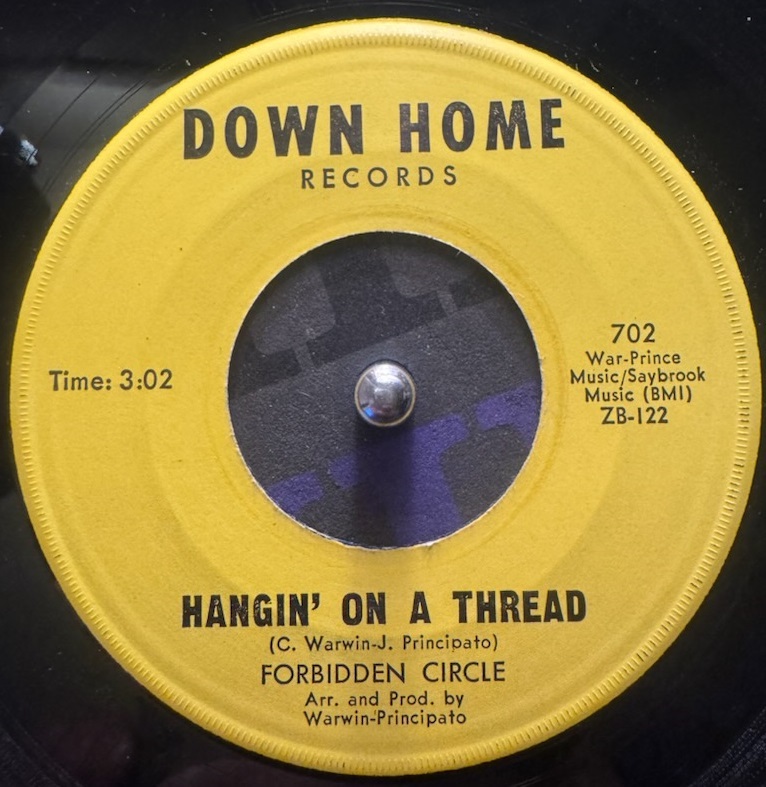 DOWN HOME
RECORDS
Time: 3:02
702
War-Prince
Music/Saybrook
Music (BMI)
ZB-122
HANGIN' ON A THREAD
(C. Warwin-J. Principato)
FORBIDDEN CIRCLE
Arr. and Prod. by
Warwin-Principato